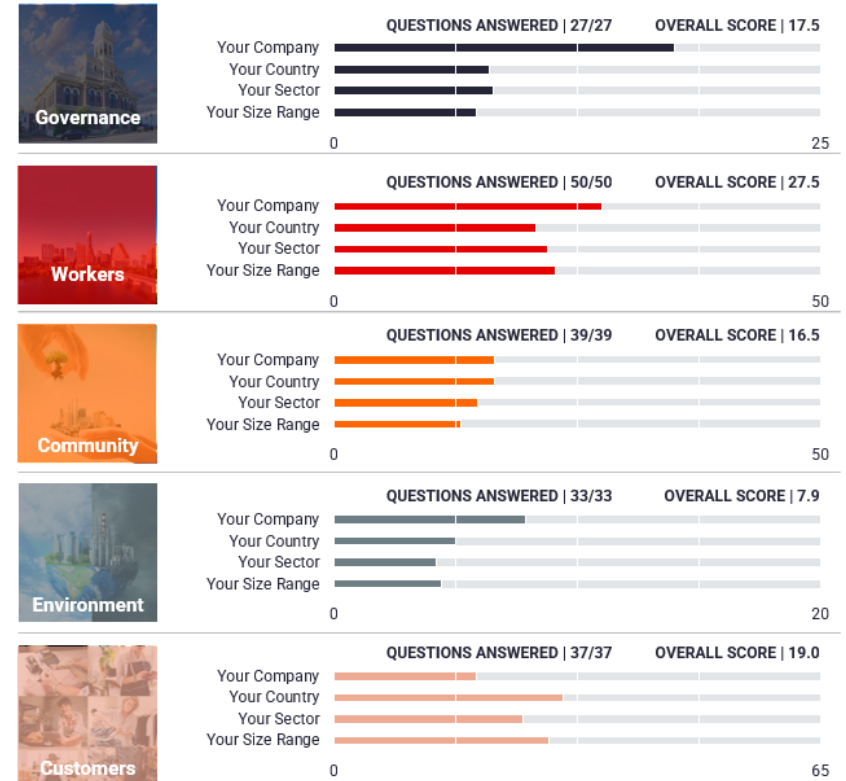 QUESTIONS ANSWERED | 27/27 OVERALL SCORE | 17.5
Your Company
Your Country
Your Sector
Your Size Range
Governance
0 25
QUESTIONS ANSWERED | 50/50 OVERALL SCORE | 27.5
Your Company
Your Country
Your Sector
Your Size Range
Workers
0 50
QUESTIONS ANSWERED | 39/39 OVERALL SCORE | 16.5
Your Company
Your Country
Your Sector
Your Size Range
Community
0 50
QUESTIONS ANSWERED | 33/33 OVERALL SCORE | 7.9
Your Company
Your Country
Your Sector
Your Size Range
Environment
0 20
QUESTIONS ANSWERED | 37/37 OVERALL SCORE | 19.0
Your Company
Your Country
Your Sector
Your Size Range
Customers
0 65